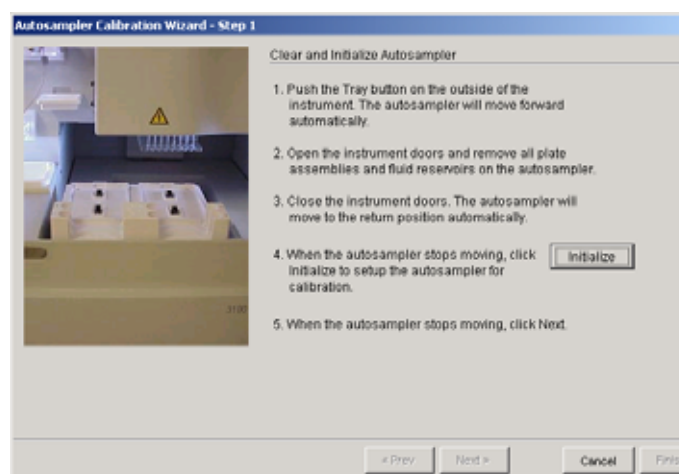 Autosampler Calibration Wizard - Step 1
Clear and Initialize Autosampler
1. Push the Tray button on the outside of the
instrument. The autosampler will move forward
automatically.
2. Open the instrument doors and remove all plate
assemblies and fluid reservoirs on the autosampler.
3. Close the instrument doors. The autosampler will
move to the return position automatically.
4. When the autosampler stops moving, click
Initialize to setup the autosampler for
calibration.
Initialize
5. When the autosampler stops moving, click Next.
3100
« Prev
Next »
Cancel
Finis